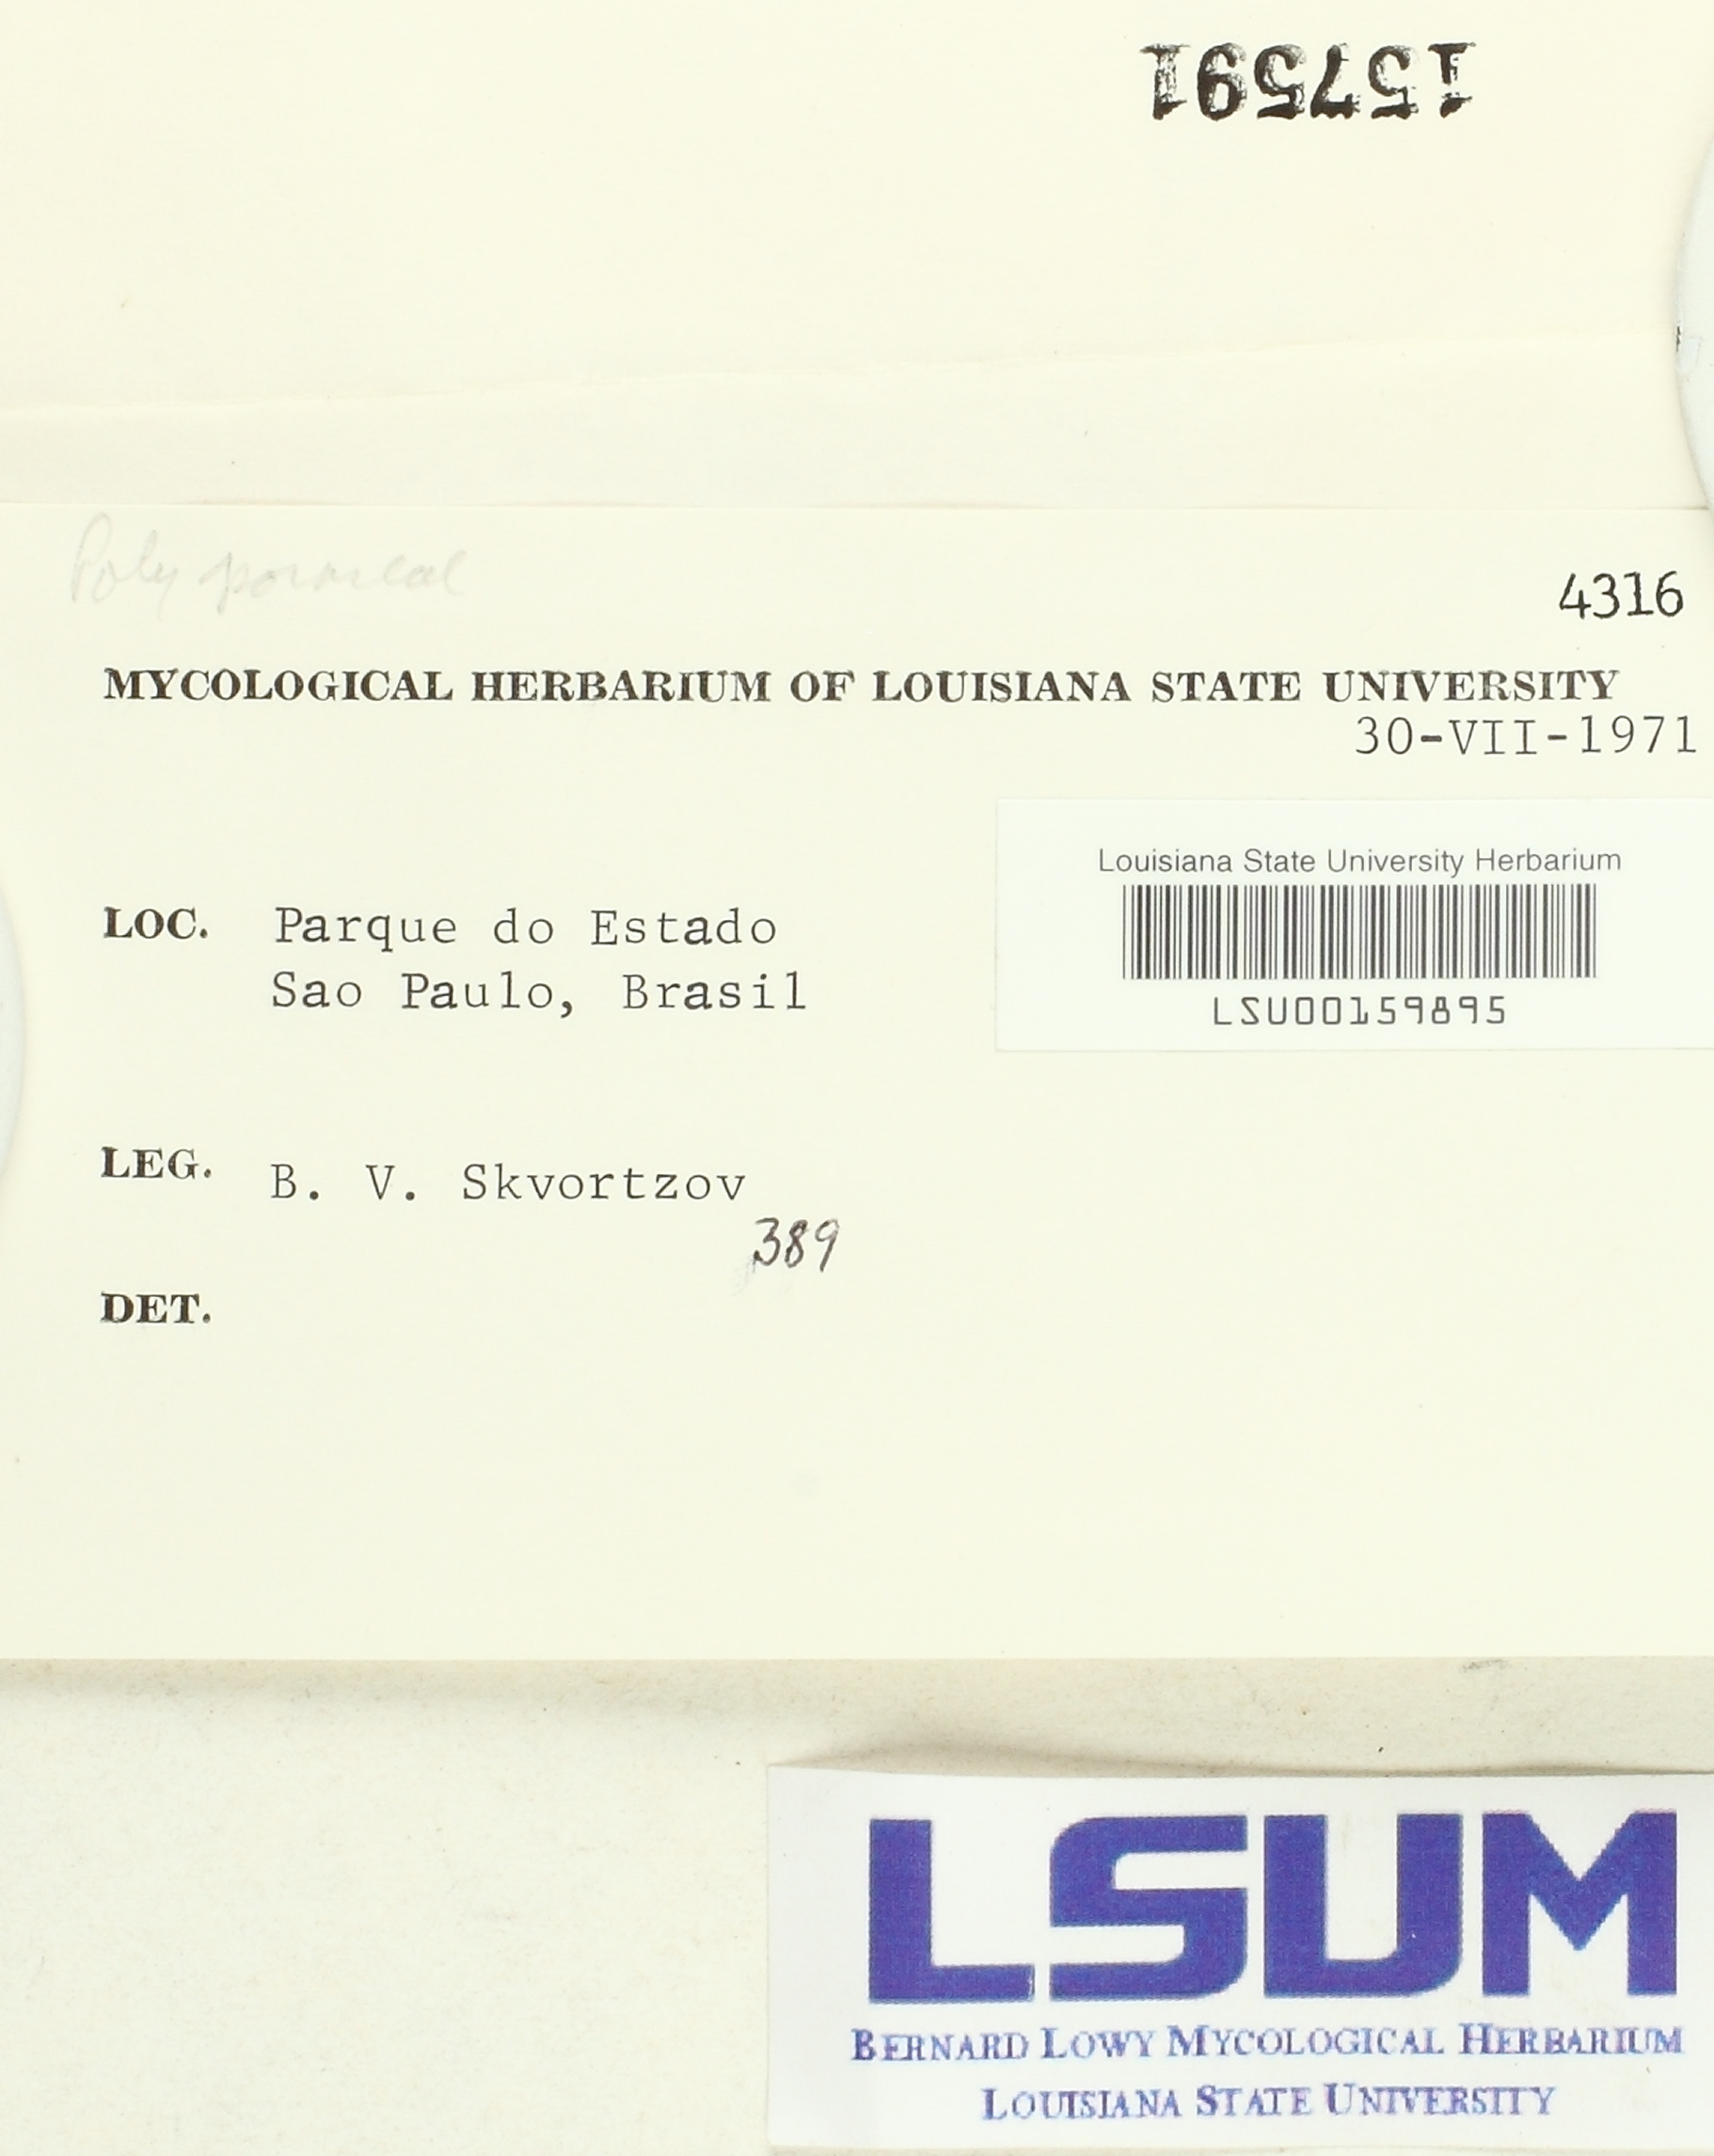 157591
4316
MYCOLOGICAL HERBARIUM OF LOUISIANA STATE UNIVERSITY
30-VII-1971
Louisiana State University Herbarium
LSU00159895
LOC. Parque do Estado
Sao Paulo, Brasil
LEG. B. V. Skvortzov
389
DET.
LSUM
BERNARD LOWY MYCOLOGICAL HERBARIUM
LOUISIANA STATE UNIVERSITY